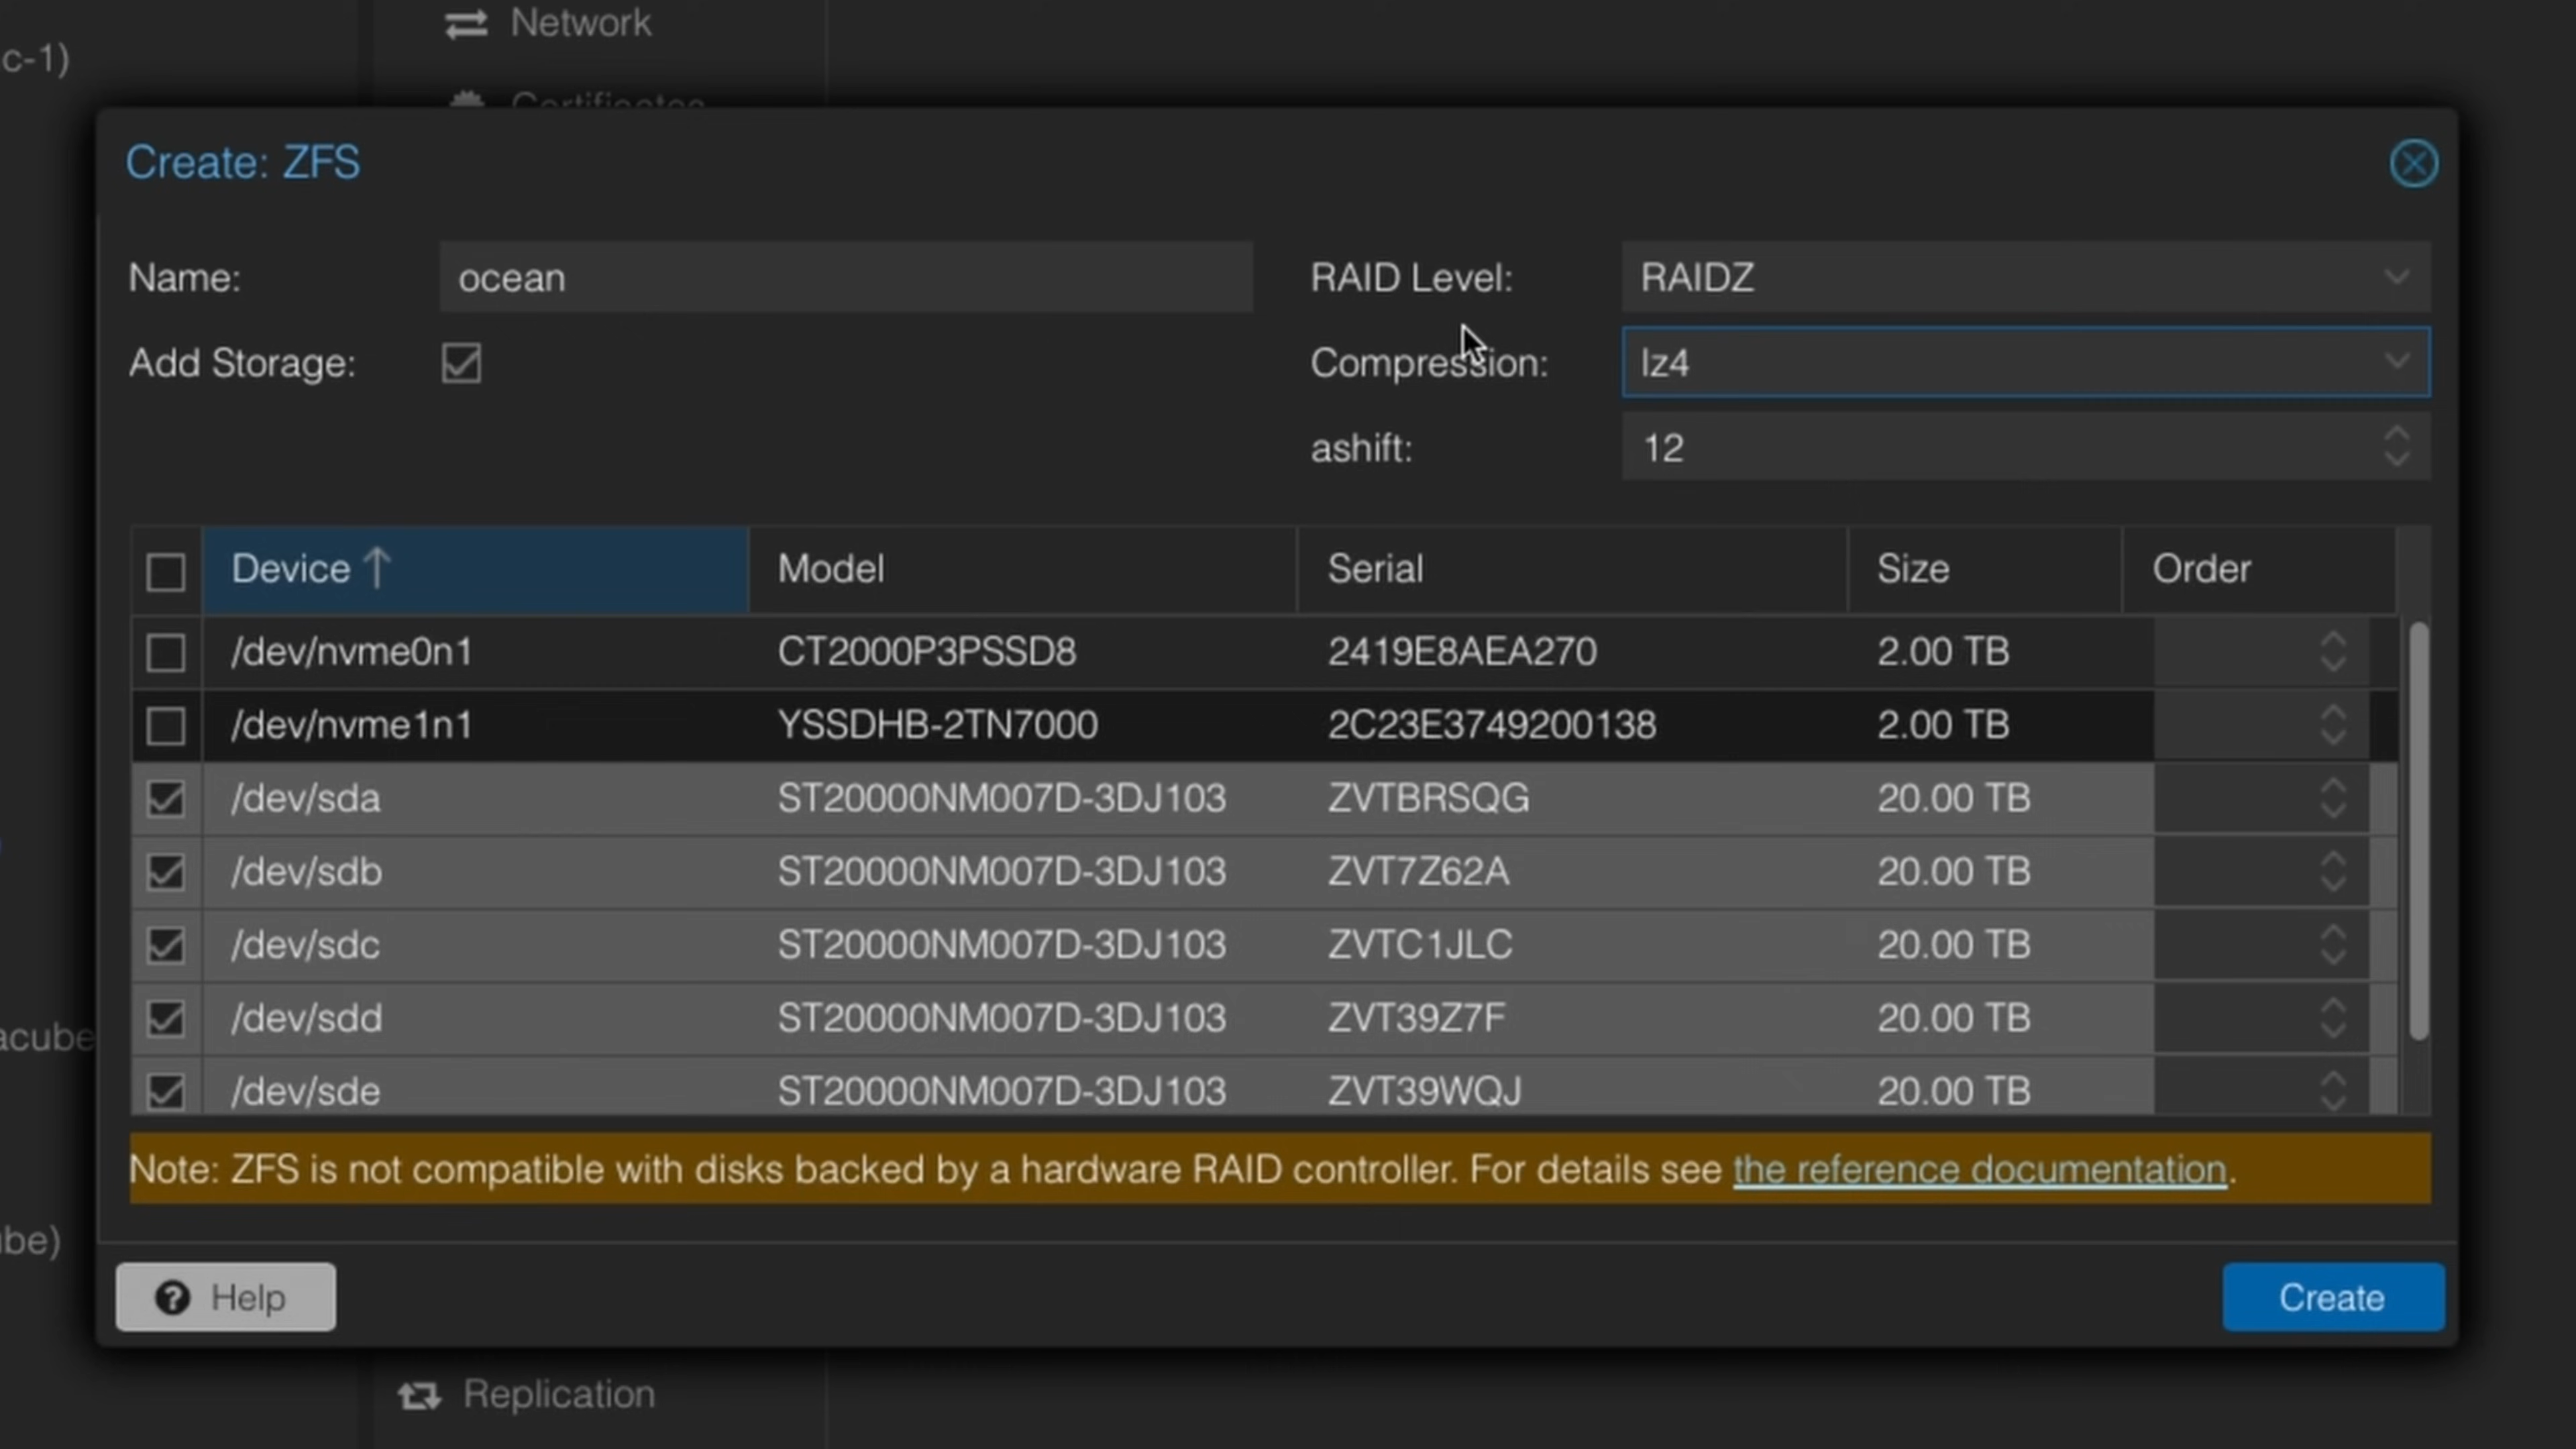 Network
c-1)
Certificates
Create: ZFS
Name: ocean RAID Level: RAIDZ
Add Storage: Compression: lz4
ashift: 12
Device Model Serial Size Order
/dev/nvme0n1 CT2000P3PSSD8 2419E8AEA270 2.00 TB
/dev/nvme1n1 YSSDHB-2TN7000 2C23E3749200138 2.00 TB
/dev/sda ST20000NM007D-3DJ103 ZVTBRSQG 20.00 TB
/dev/sdb ST20000NM007D-3DJ103 ZVT7Z62A 20.00 TB
/dev/sdc ST20000NM007D-3DJ103 ZVTC1JLC 20.00 TB
/dev/sdd ST20000NM007D-3DJ103 ZVT39Z7F 20.00 TB
acube
/dev/sde ST20000NM007D-3DJ103 ZVT39WQJ 20.00 TB
Note: ZFS is not compatible with disks backed by a hardware RAID controller. For details see the reference documentation.
be)
Help Create
Replication